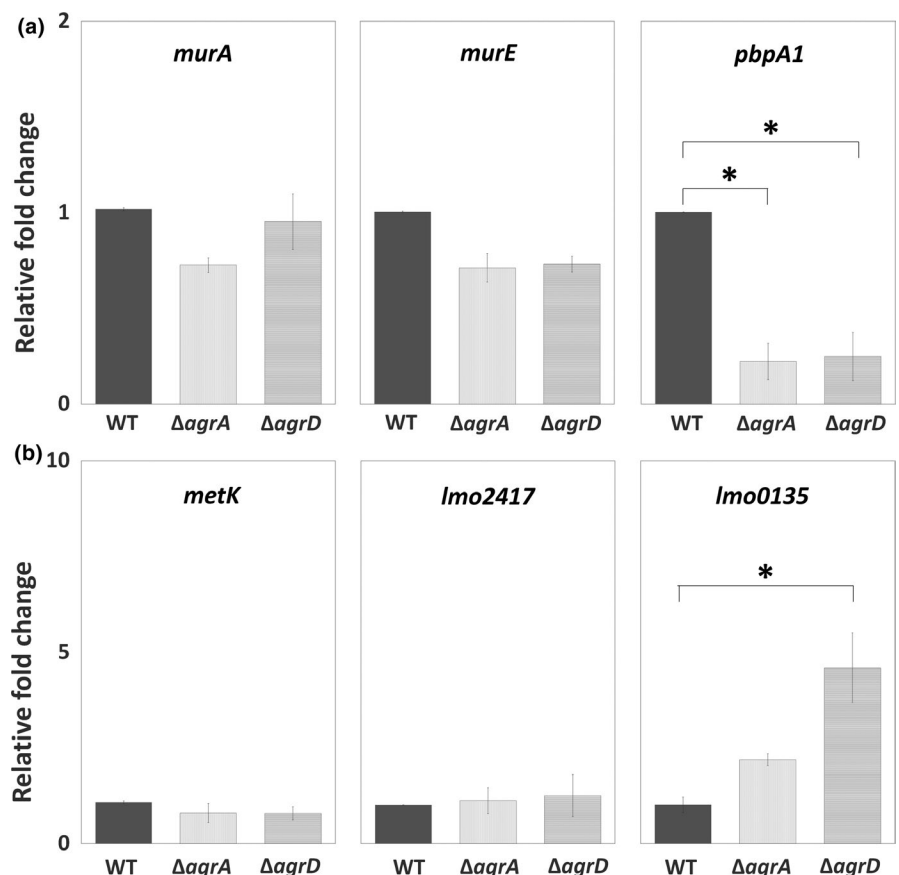 (a)
Relative fold change
2
1
0
murA
murE
pbpA1
*
*
WT ΔagrA ΔagrD
WT ΔagrA ΔagrD
WT ΔagrA ΔagrD
(b)
Relative fold change
10
5
0
metK
lmo2417
lmo0135
*
WT ΔagrA ΔagrD
WT ΔagrA ΔagrD
WT ΔagrA ΔagrD